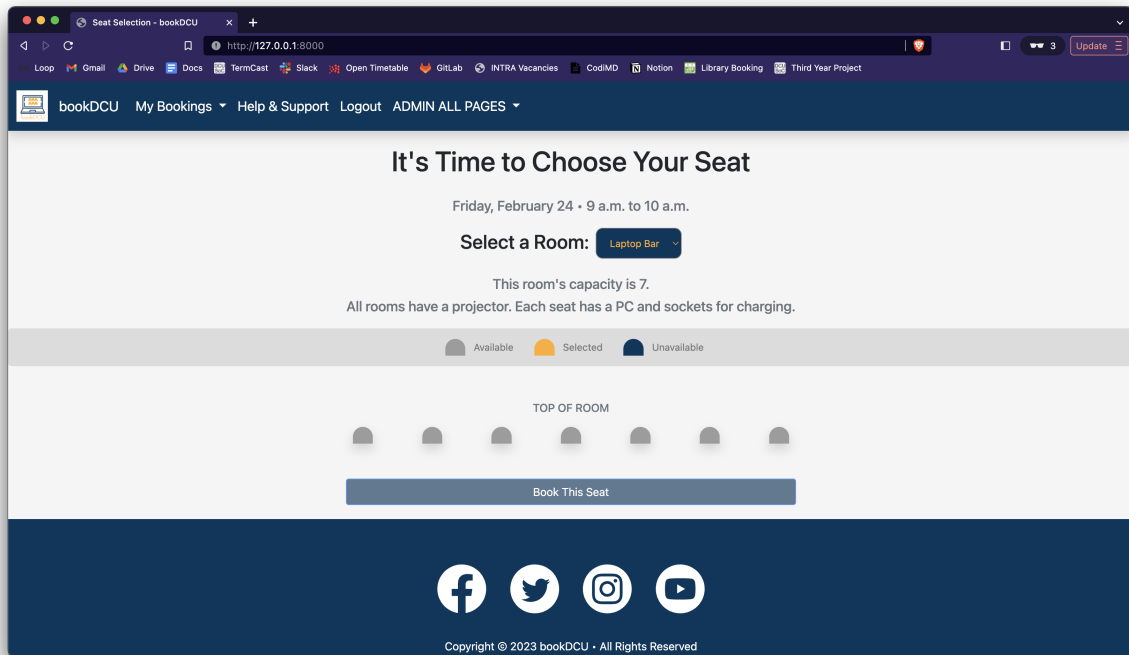 Seat Selection - bookDCU
http://127.0.0.1:8000
3
Update
Loop Gmail Drive Docs TermCast Slack Open Timetable GitLab INTRA Vacancies CodiMD Notion Library Booking Third Year Project
bookDCU My Bookings Help & Support Logout ADMIN ALL PAGES
It's Time to Choose Your Seat
Friday, February 24 • 9 a.m. to 10 a.m.
Select a Room: Laptop Bar
This room's capacity is 7.
All rooms have a projector. Each seat has a PC and sockets for charging.
Available Selected Unavailable
TOP OF ROOM
Book This Seat
Copyright © 2023 bookDCU • All Rights Reserved